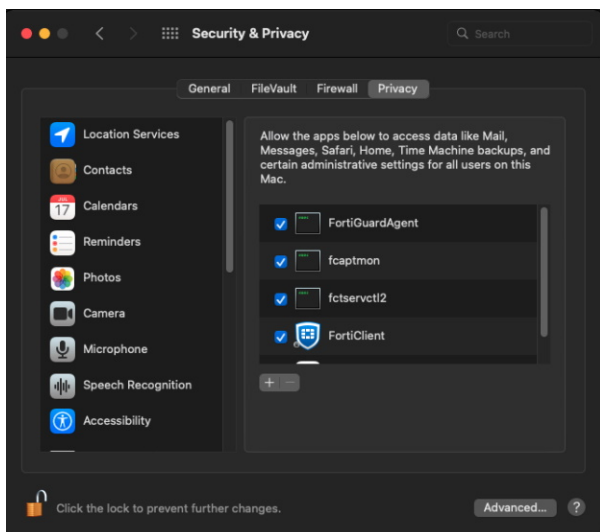 Security & Privacy
Search
General FileVault Firewall Privacy
Location Services
Contacts
JUL
17
Calendars
Reminders
Photos
Camera
Microphone
Speech Recognition
Accessibility
Allow the apps below to access data like Mail,
Messages, Safari, Home, Time Machine backups, and
certain administrative settings for all users on this
Mac.
FortiGuardAgent
fcaptmon
fctservctl2
FortiClient
+ −
Click the lock to prevent further changes.
Advanced... ?